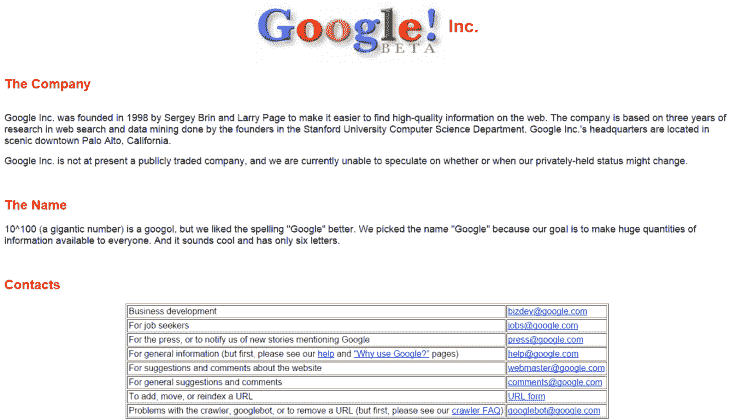 Google! Inc.
BETA
The Company
Google Inc. was founded in 1998 by Sergey Brin and Larry Page to make it easier to find high-quality information on the web. The company is based on three years of
research in web search and data mining done by the founders in the Stanford University Computer Science Department. Google Inc.'s headquarters are located in
scenic downtown Palo Alto, California.
Google Inc. is not at present a publicly traded company, and we are currently unable to speculate on whether or when our privately-held status might change.
The Name
10^100 (a gigantic number) is a googol, but we liked the spelling "Google" better. We picked the name "Google" because our goal is to make huge quantities of
information available to everyone. And it sounds cool and has only six letters.
Contacts
Business development bizdev@google.com
For job seekers jobs@google.com
For the press, or to notify us of new stories mentioning Google press@google.com
For general information (but first, please see our help and "Why use Google?" pages) help@google.com
For suggestions and comments about the website webmaster@google.com
For general suggestions and comments comments@google.com
To add, move, or reindex a URL URL form
Problems with the crawler, googlebot, or to remove a URL (but first, please see our crawler FAQ) googlebot@google.com